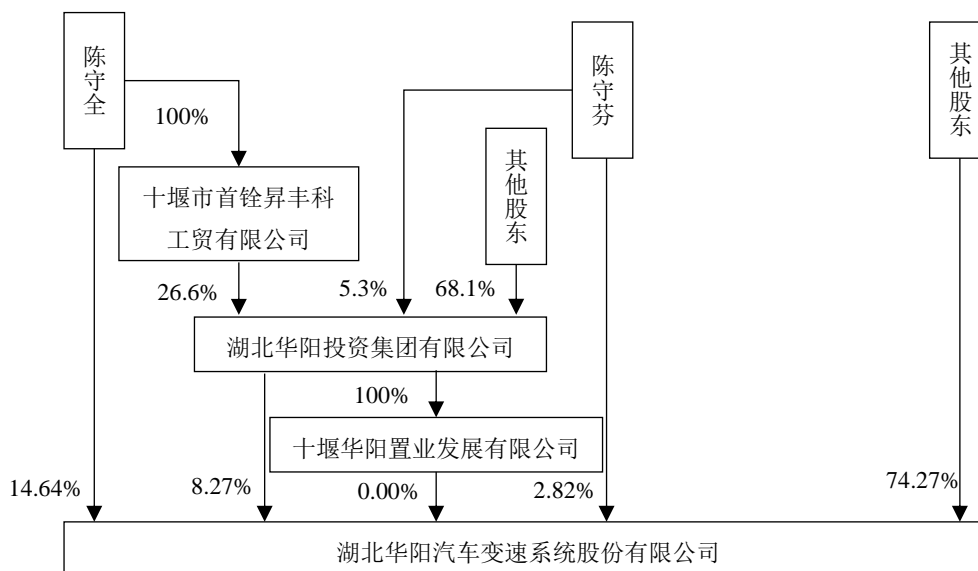 陈守全
陈守芬
其他股东
100%
其他股东
十堰市首铨昇丰科
工贸有限公司
26.6%
5.3%
68.1%
湖北华阳投资集团有限公司
100%
十堰华阳置业发展有限公司
14.64%
8.27%
0.00%
2.82%
74.27%
湖北华阳汽车变速系统股份有限公司